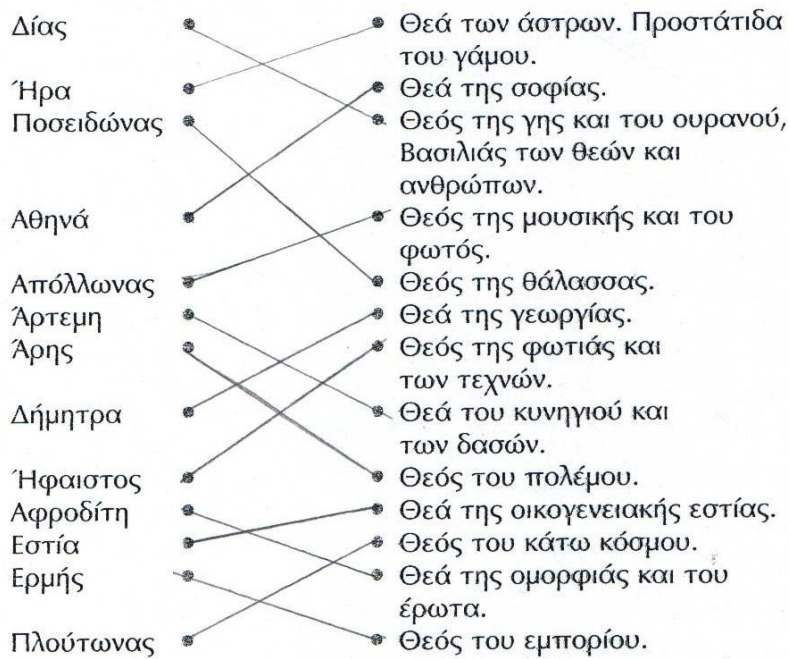 Δίας Θεά των άστρων. Προστάτιδα
του γάμου.
Ήρα Θεά της σοφίας.
Ποσειδώνας Θεός της γης και του ουρανού,
Βασιλιάς των θεών και
ανθρώπων.
Αθηνά Θεός της μουσικής και του
φωτός.
Απόλλωνας Θεός της θάλασσας.
Άρτεμη Θεά της γεωργίας.
Άρης Θεός της φωτιάς και
των τεχνών.
Δήμητρα Θεά του κυνηγιού και
των δασών.
Ήφαιστος Θεός του πολέμου.
Αφροδίτη Θεά της οικογενειακής εστίας.
Εστία Θεός του κάτω κόσμου.
Ερμής Θεά της ομορφιάς και του
έρωτα.
Πλούτωνας Θεός του εμπορίου.